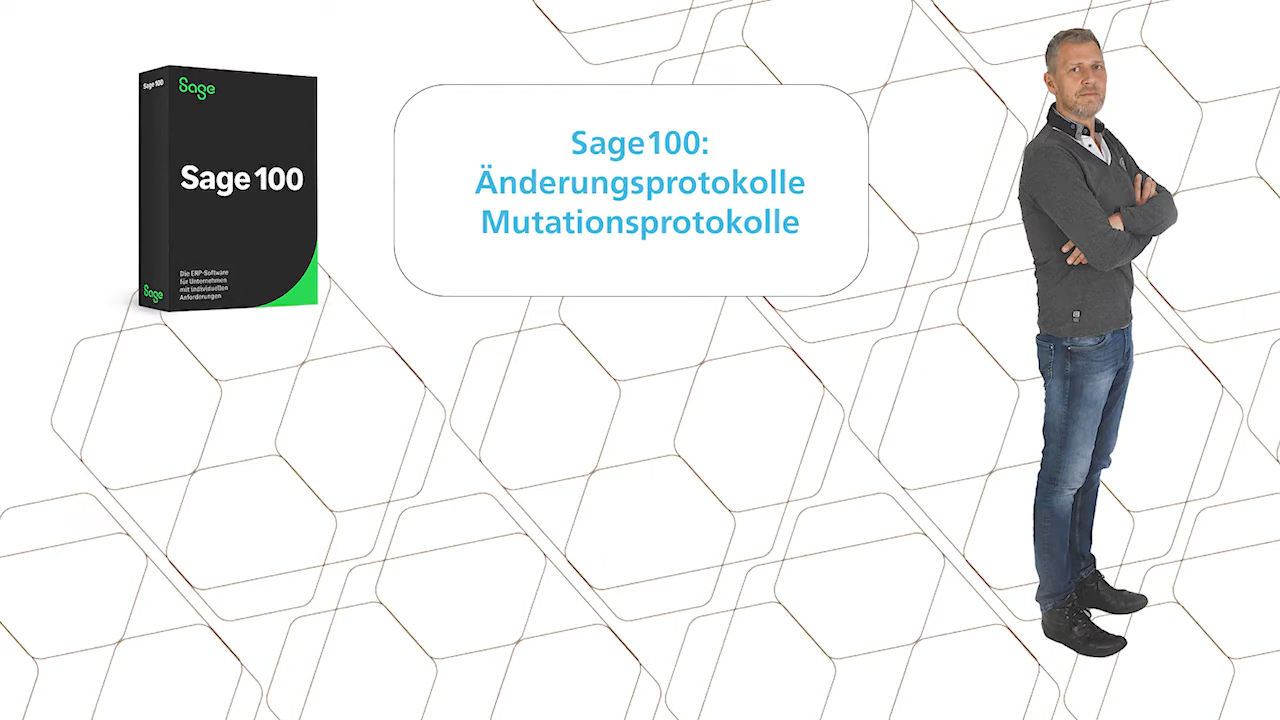 Sage 100
Sage
Sage 100
Die ERP-Software
für Unternehmen
mit individuellen
Anforderungen
Sage
Sage100:
Änderungsprotokolle
Mutationsprotokolle